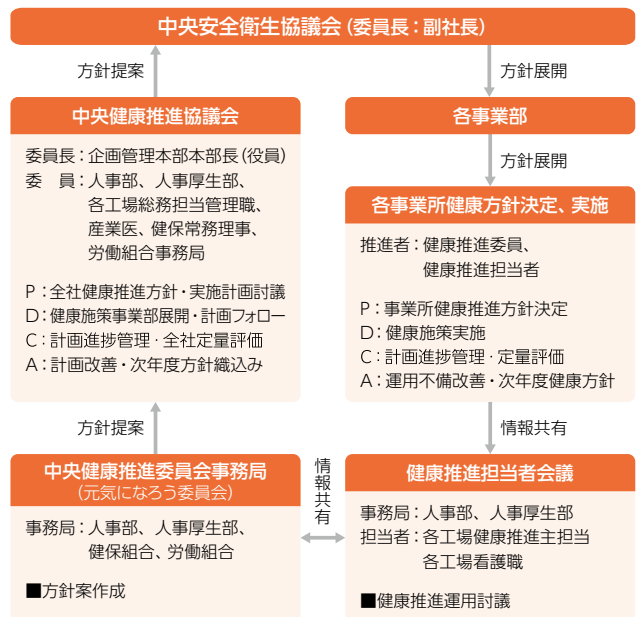 中央安全衛生協議会（委員長：副社長）
方針提案
方針展開
中央健康推進協議会
委員長：企画管理本部本部長（役員）
委　員：人事部、人事厚生部、
各工場総務担当管理職、
産業医、健保常務理事、
労働組合事務局
P：全社健康推進方針・実施計画討議
D：健康施策事業部展開・計画フォロー
C：計画進捗管理・全社定量評価
A：計画改善・次年度方針織込み
各事業部
方針展開
各事業所健康方針決定、実施
推進者：健康推進委員、
健康推進担当者
P：事業所健康推進方針決定
D：健康施策実施
C：計画進捗管理・定量評価
A：運用不備改善・次年度健康方針
方針提案
情報共有
中央健康推進委員会事務局
（元気になろう委員会）
事務局：人事部、人事厚生部、
健保組合、労働組合
■方針案作成
情報共有
健康推進担当者会議
事務局：人事部、人事厚生部
担当者：各工場健康推進主担当
各工場看護職
■健康推進運用討議